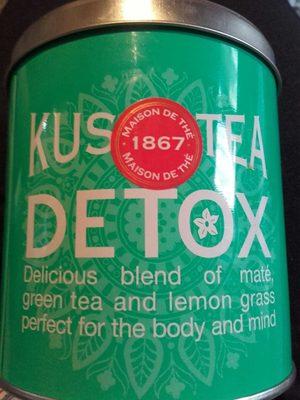 KUS TEA
MAISON DE THÉ
1867
MAISON DE THÉ
DETOX
Delicious blend of maté,
green tea and lemon grass
perfect for the body and mind